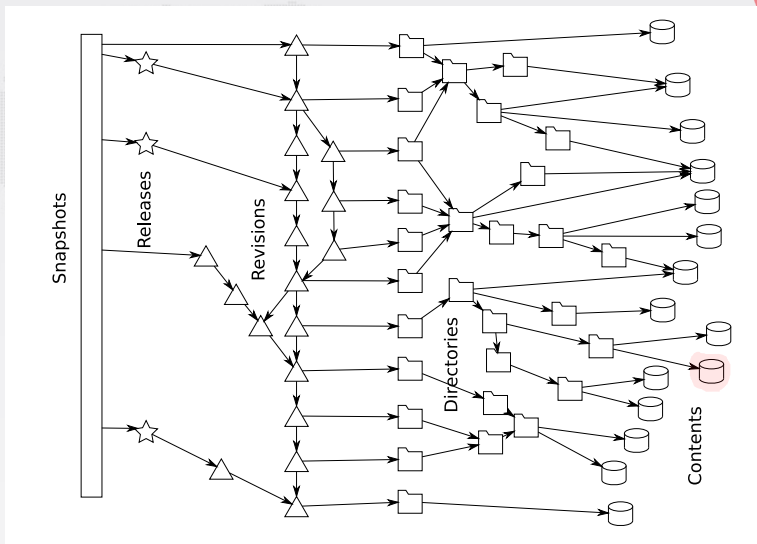 Snapshots
Releases
Revisions
Directories
Contents